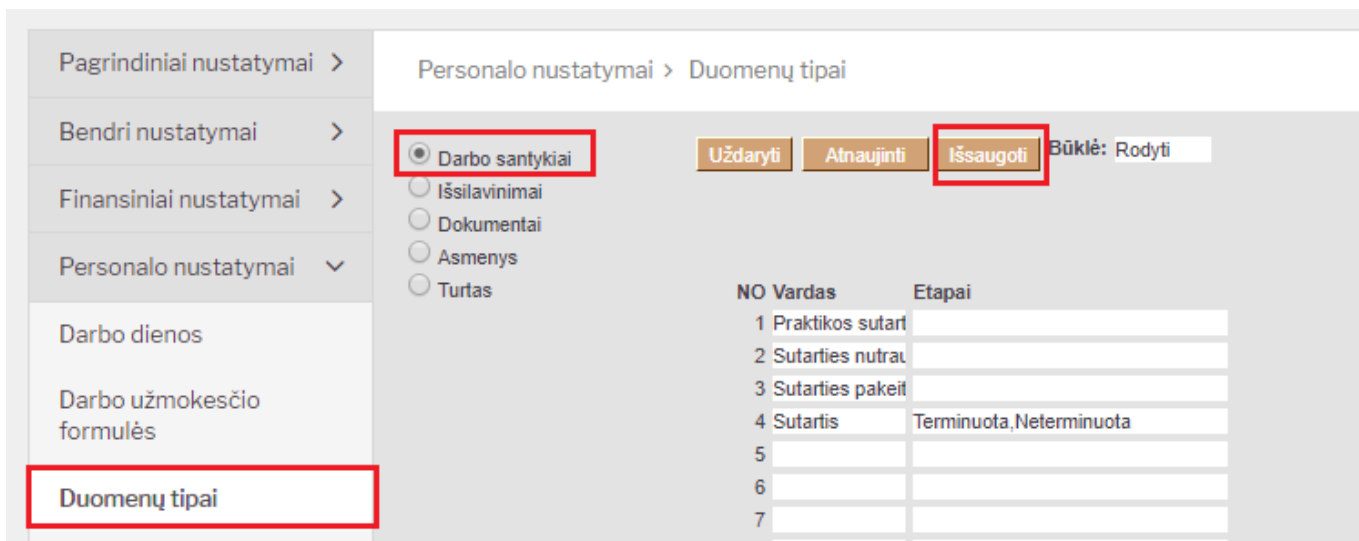 Pagrindiniai nustatymai
Bendri nustatymai
Finansiniai nustatymai
Personalo nustatymai
Darbo dienos
Darbo užmokesčio
formulės
Duomenų tipai
Personalo nustatymai > Duomenų tipai
Darbo santykiai
Išsilavinimai
Dokumentai
Asmenys
Turtas
Uždaryti Atnaujinti Išsaugoti Būklė: Rodyti
NO Vardas Etapai
1 Praktikos sutart
2 Sutarties nutrau
3 Sutarties pakeit
4 Sutartis Terminuota,Neterminuota
5
6
7